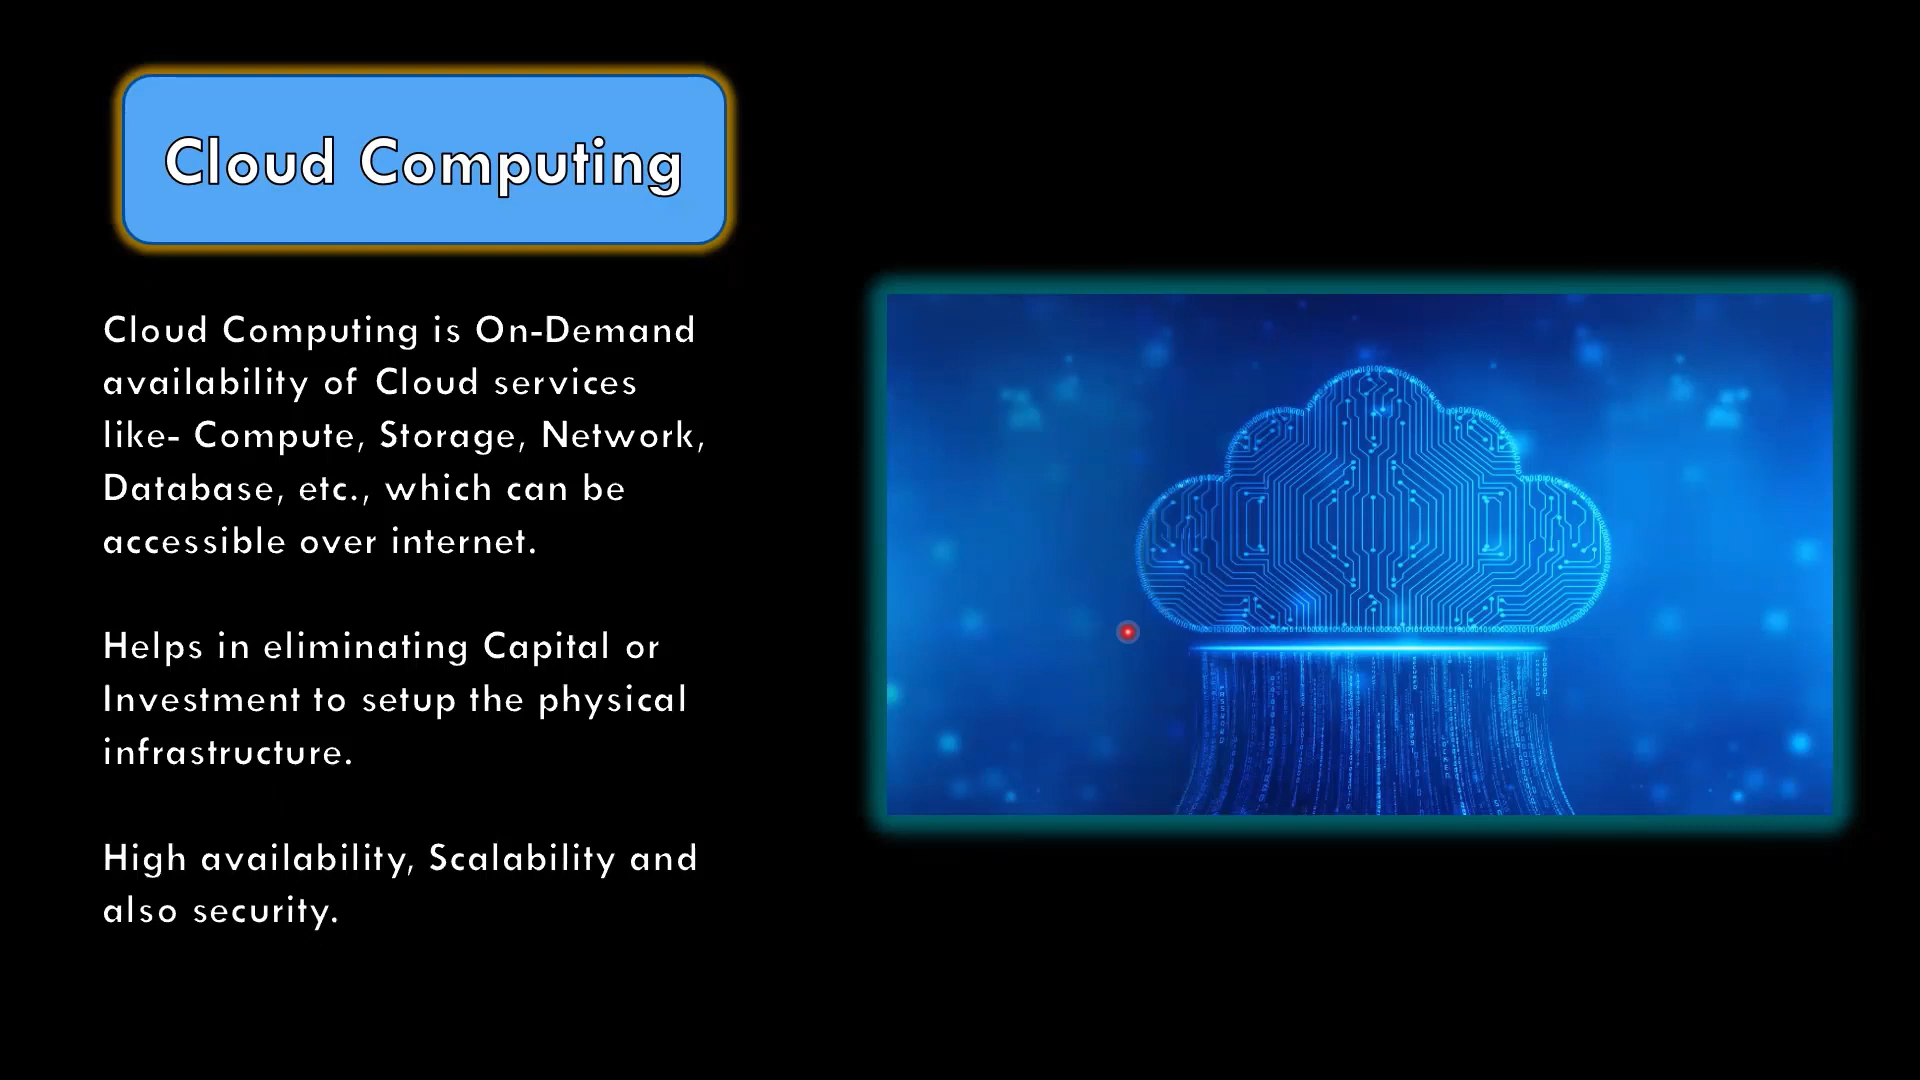 Cloud Computing
Cloud Computing is On-Demand
availability of Cloud services
like- Compute, Storage, Network,
Database, etc., which can be
accessible over internet.
Helps in eliminating Capital or
Investment to setup the physical
infrastructure.
High availability, Scalability and
also security.